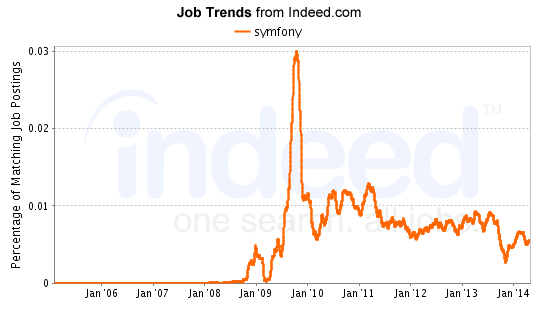 Job Trends from Indeed.com
symfony
Percentage of Matching Job Postings
0.03
0.02
0.01
0
indeed™
one search. all jobs.
Jan '06 Jan '07 Jan '08 Jan '09 Jan '10 Jan '11 Jan '12 Jan '13 Jan '14